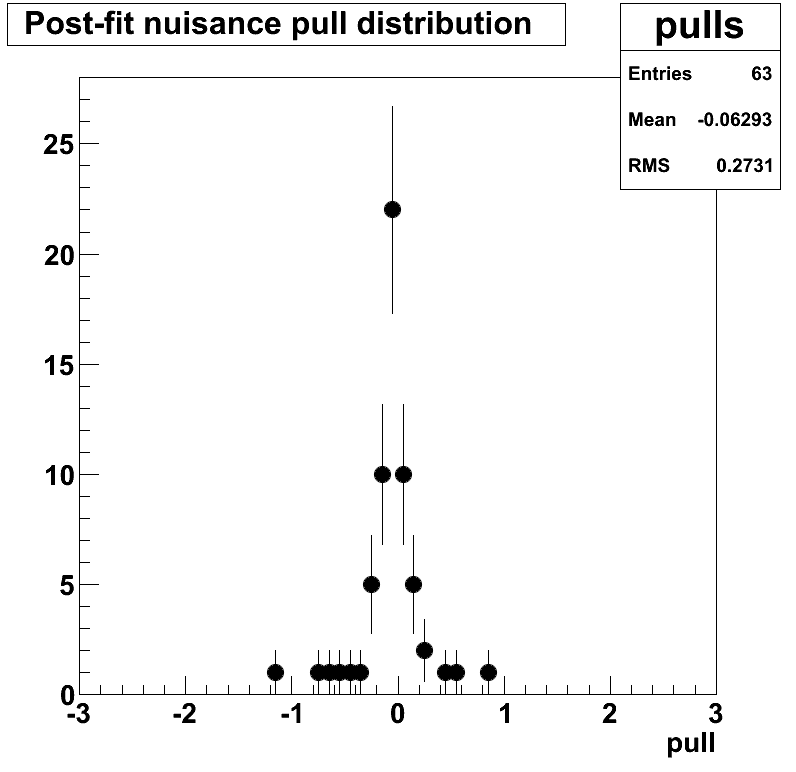 Post-fit nuisance pull distribution
pulls
Entries 63
Mean -0.06293
RMS 0.2731
25
20
15
10
5
0
-3 -2 -1 0 1 2 3
pull